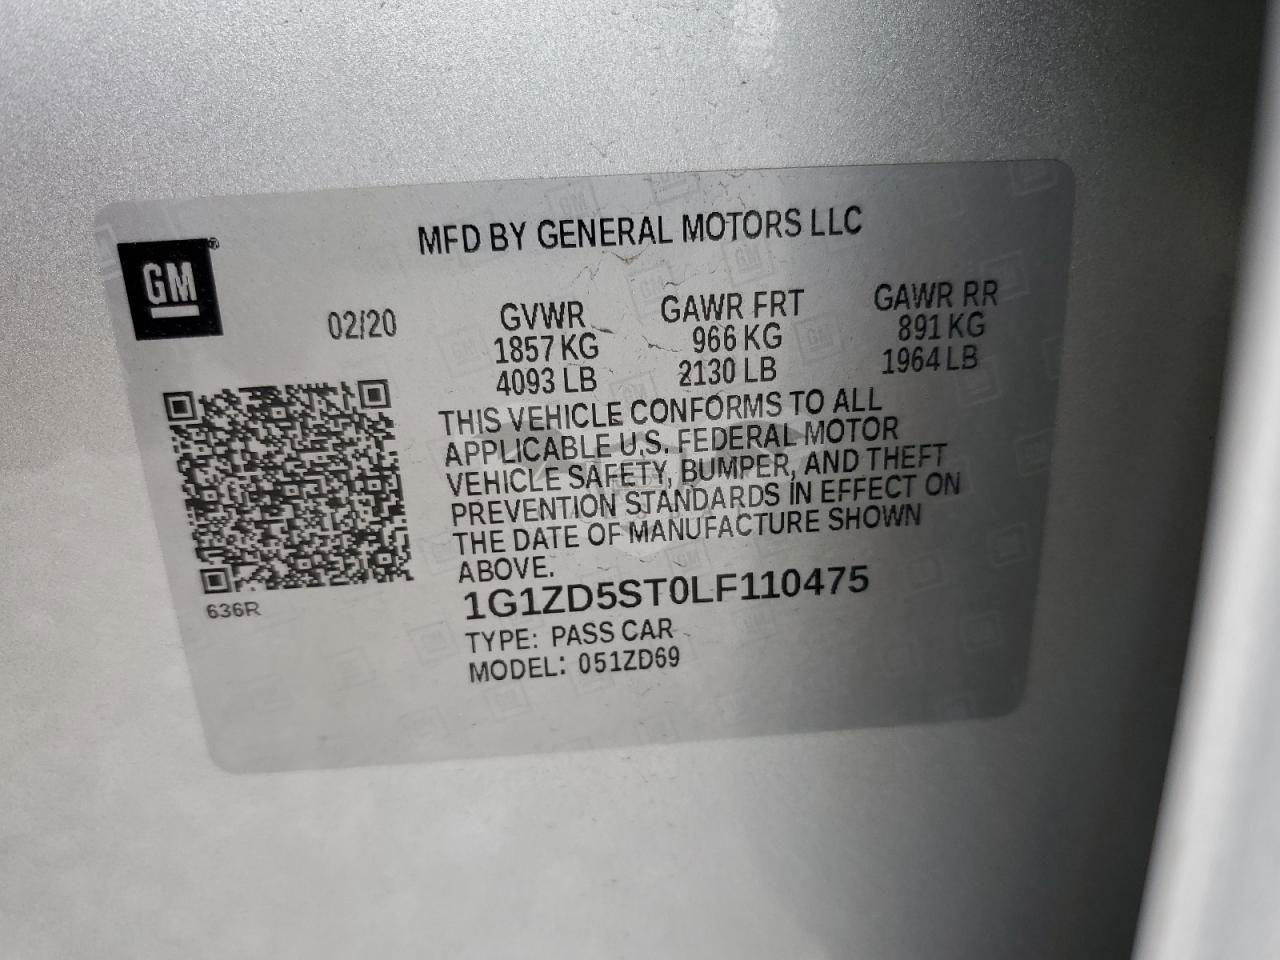 MFD BY GENERAL MOTORS LLC
GM®
02/20
GVWR
1857 KG
4093 LB
GAWR FRT
966 KG
2130 LB
GAWR RR
891 KG
1964 LB
THIS VEHICLE CONFORMS TO ALL
APPLICABLE U.S. FEDERAL MOTOR
VEHICLE SAFETY, BUMPER, AND THEFT
PREVENTION STANDARDS IN EFFECT ON
THE DATE OF MANUFACTURE SHOWN
ABOVE.
636R
1G1ZD5ST0LF110475
TYPE: PASS CAR
MODEL: 051ZD69